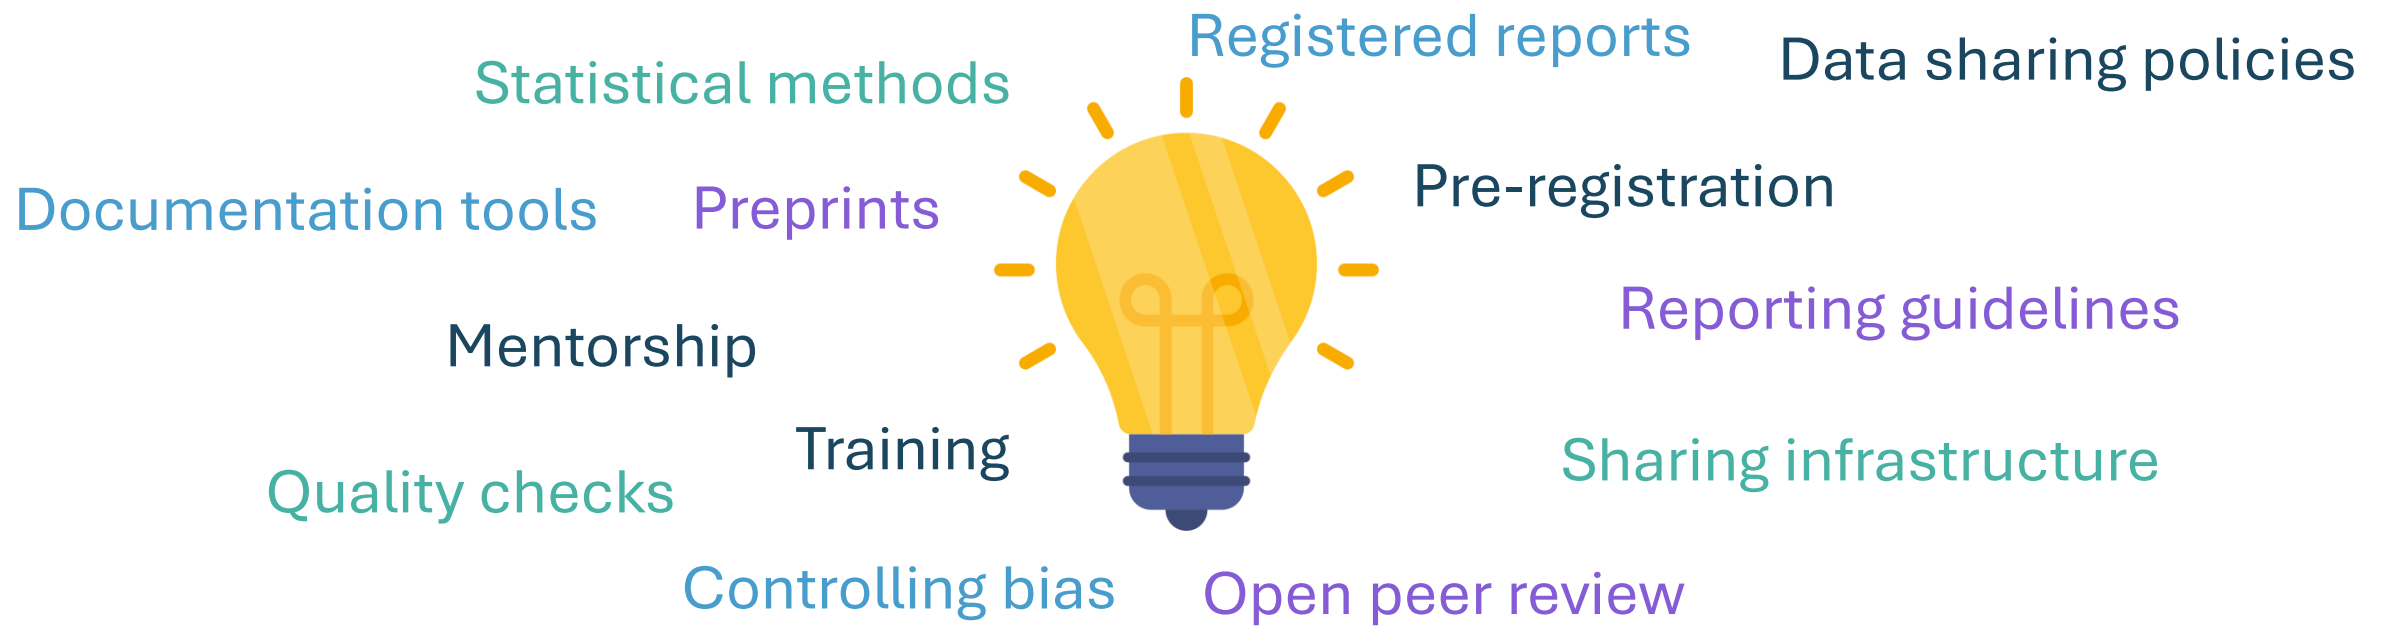 Registered reports
Data sharing policies
Statistical methods
Pre-registration
Documentation tools
Preprints
Reporting guidelines
Mentorship
Training
Sharing infrastructure
Quality checks
Controlling bias
Open peer review